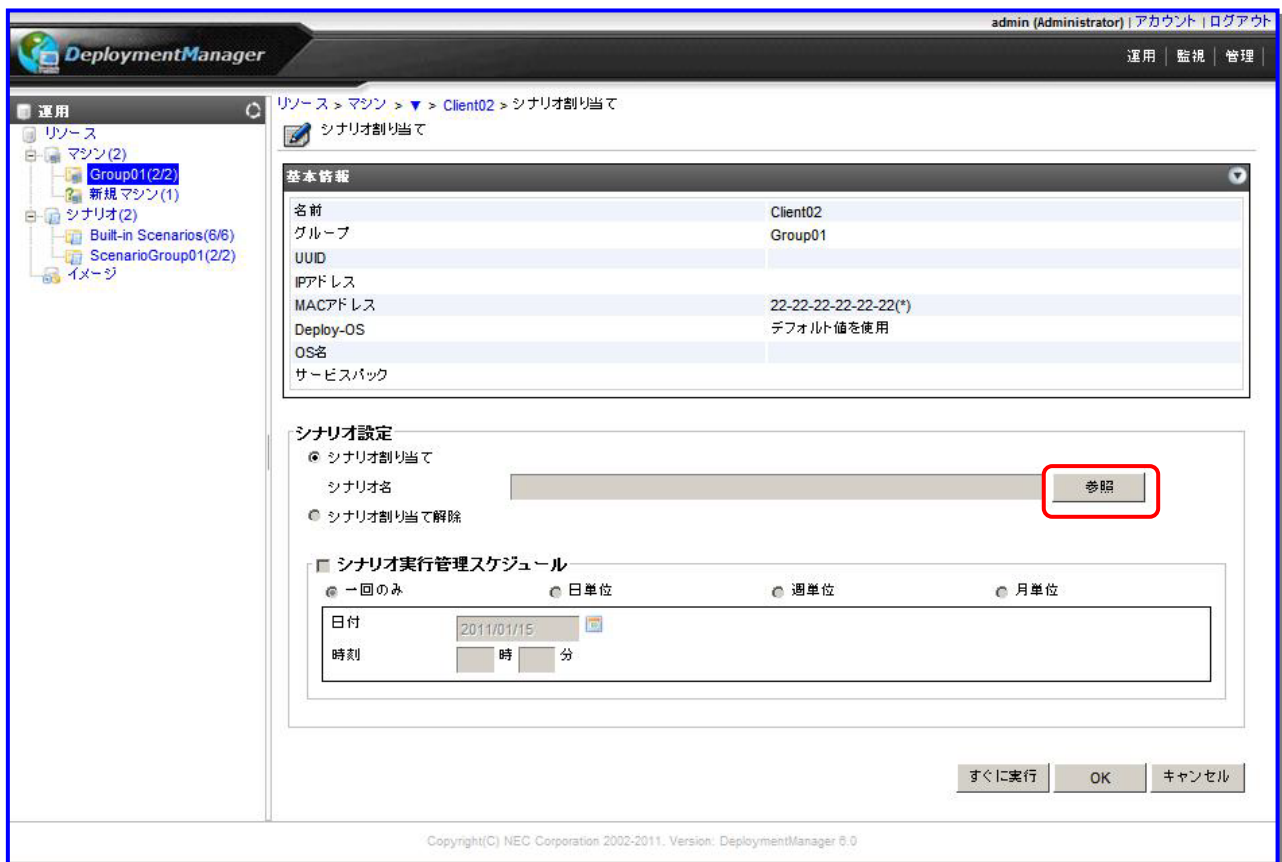 admin (Administrator) | アカウント | ログアウト
DeploymentManager
運用 | 監視 | 管理 |
運用
リソース
マシン(2)
Group01(2/2)
新規マシン(1)
シナリオ(2)
Built-in Scenarios(6/6)
ScenarioGroup01(2/2)
イメージ
リソース > マシン > ▼ > Client02 > シナリオ割り当て
シナリオ割り当て
基本情報
名前 Client02
グループ Group01
UUID
IPアドレス
MACアドレス 22-22-22-22-22-22(*)
Deploy-OS デフォルト値を使用
OS名
サービスパック
シナリオ設定
シナリオ割り当て
シナリオ名 参照
シナリオ割り当て解除
シナリオ実行管理スケジュール
一回のみ 日単位 週単位 月単位
日付 2011/01/15
時刻 時 分
すぐに実行 OK キャンセル
Copyright(C) NEC Corporation 2002-2011. Version: DeploymentManager 6.0